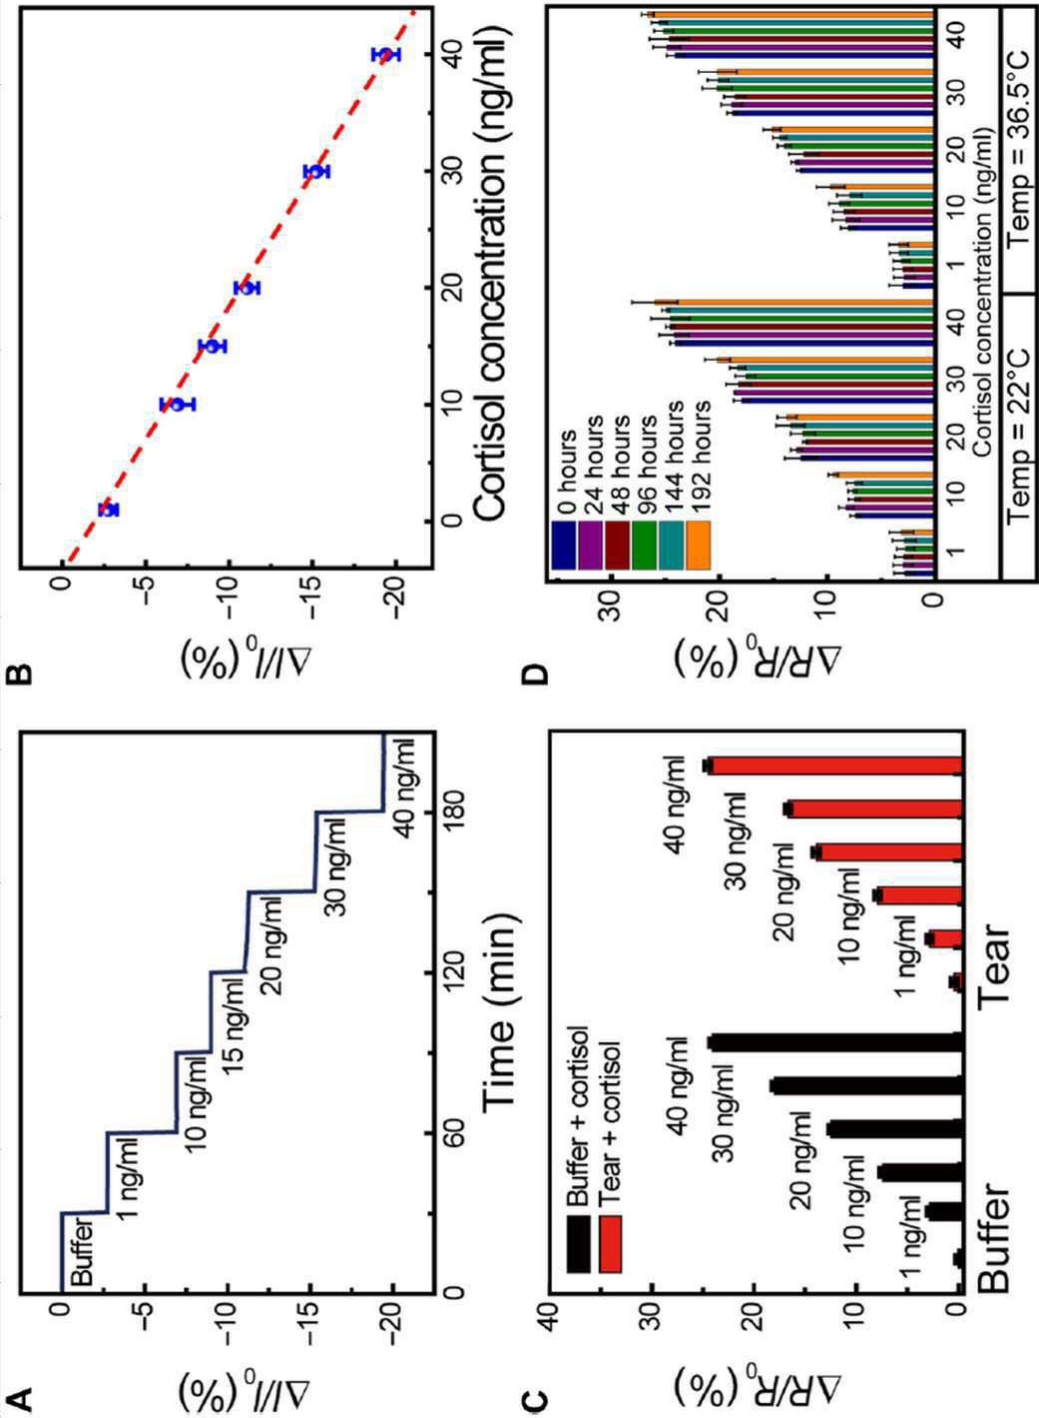 A
0
−5
−10
−15
−20
ΔI/I0 (%)
Buffer
1 ng/ml
10 ng/ml
15 ng/ml
20 ng/ml
30 ng/ml
40 ng/ml
0 60 120 180
Time (min)
B
0
−5
−10
−15
−20
ΔI/I0 (%)
0 10 20 30 40
Cortisol concentration (ng/ml)
C
40
30
20
10
0
ΔR/R0 (%)
Buffer + cortisol
Tear + cortisol
1 ng/ml
10 ng/ml
20 ng/ml
30 ng/ml
40 ng/ml
1 ng/ml
10 ng/ml
20 ng/ml
30 ng/ml
40 ng/ml
Buffer Tear
D
30
20
10
0
ΔR/R0 (%)
0 hours
24 hours
48 hours
96 hours
144 hours
192 hours
1 10 20 30 40 1 10 20 30 40
Cortisol concentration (ng/ml)
Temp = 22°C Temp = 36.5°C